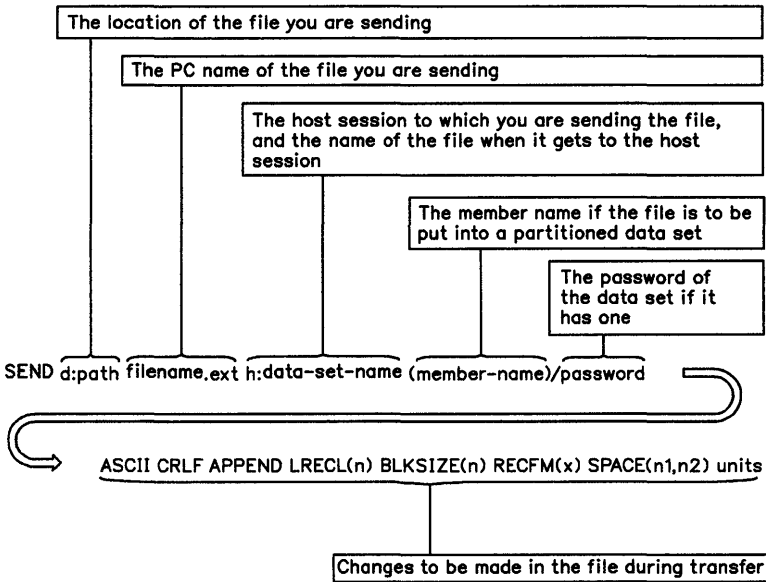 The location of the file you are sending
The PC name of the file you are sending
The host session to which you are sending the file,
and the name of the file when it gets to the host
session
The member name if the file is to be
put into a partitioned data set
The password of
the data set if it
has one
SEND d:path filename.ext h:data-set-name (member-name)/password
ASCII CRLF APPEND LRECL(n) BLKSIZE(n) RECFM(x) SPACE(n1,n2) units
Changes to be made in the file during transfer